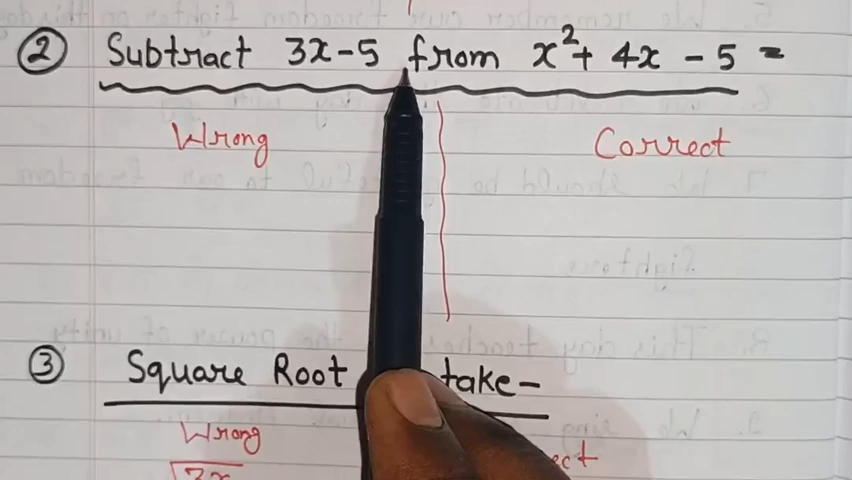 ② Subtract 3x-5 from x²+ 4x - 5 =
Wrong Correct
③ Square Root take-
Wrong